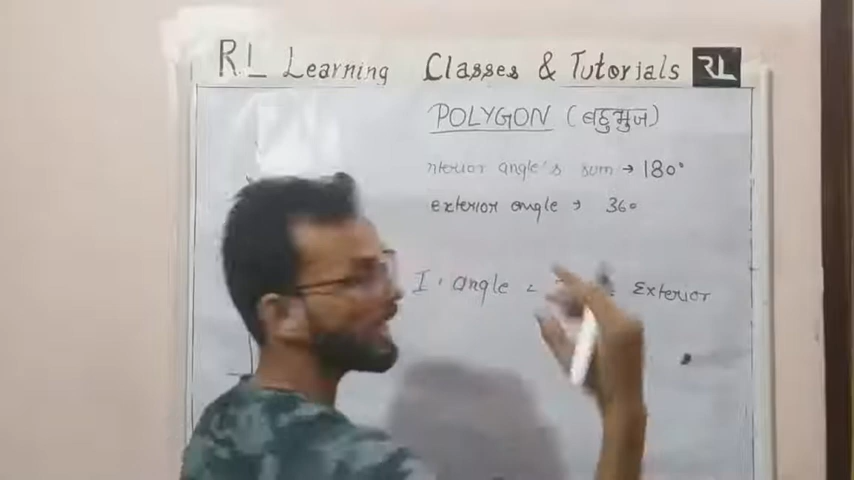 RL Learning Classes & Tutorials RL
POLYGON (बहुभुज)
nterior angle's sum → 180°
exterior angle → 360
I. angle = Exterior